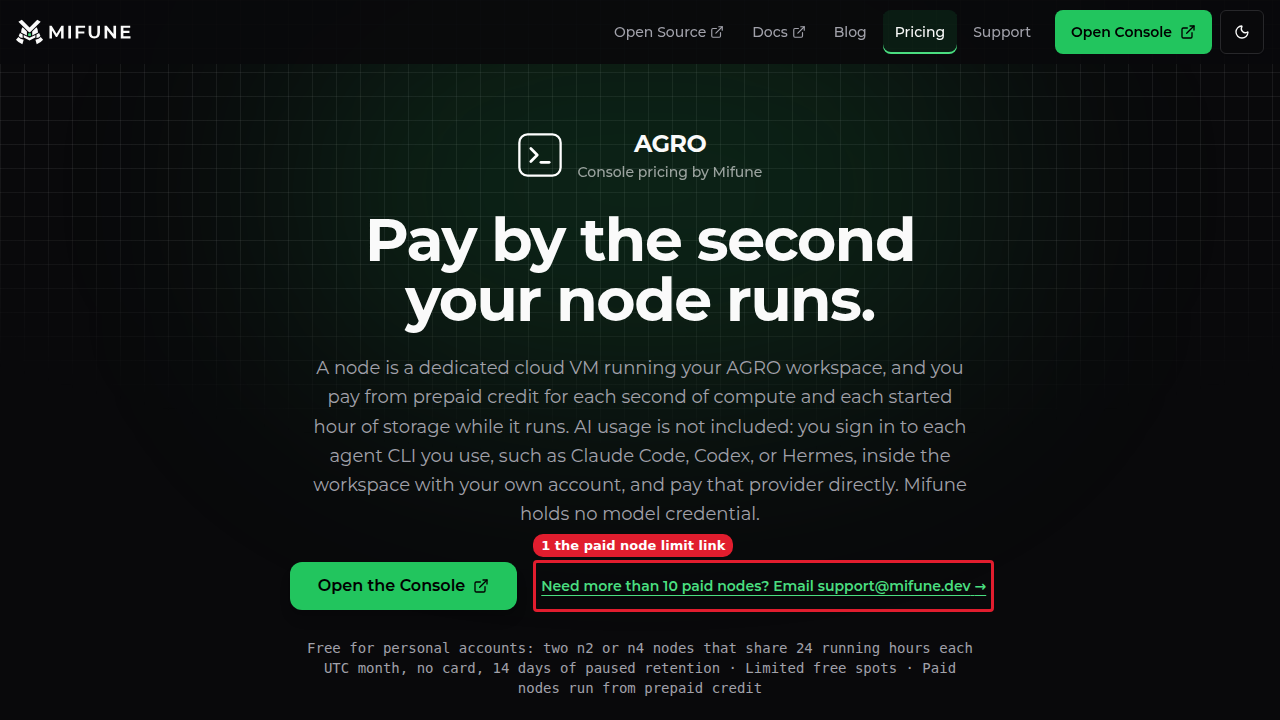 MIFUNE
Open Source
Docs
Blog
Pricing
Support
Open Console
AGRO
Console pricing by Mifune
Pay by the second
your node runs.
A node is a dedicated cloud VM running your AGRO workspace, and you
pay from prepaid credit for each second of compute and each started
hour of storage while it runs. AI usage is not included: you sign in to each
agent CLI you use, such as Claude Code, Codex, or Hermes, inside the
workspace with your own account, and pay that provider directly. Mifune
holds no model credential.
1 the paid node limit link
Open the Console
Need more than 10 paid nodes? Email support@mifune.dev →
Free for personal accounts: two n2 or n4 nodes that share 24 running hours each
UTC month, no card, 14 days of paused retention · Limited free spots · Paid
nodes run from prepaid credit